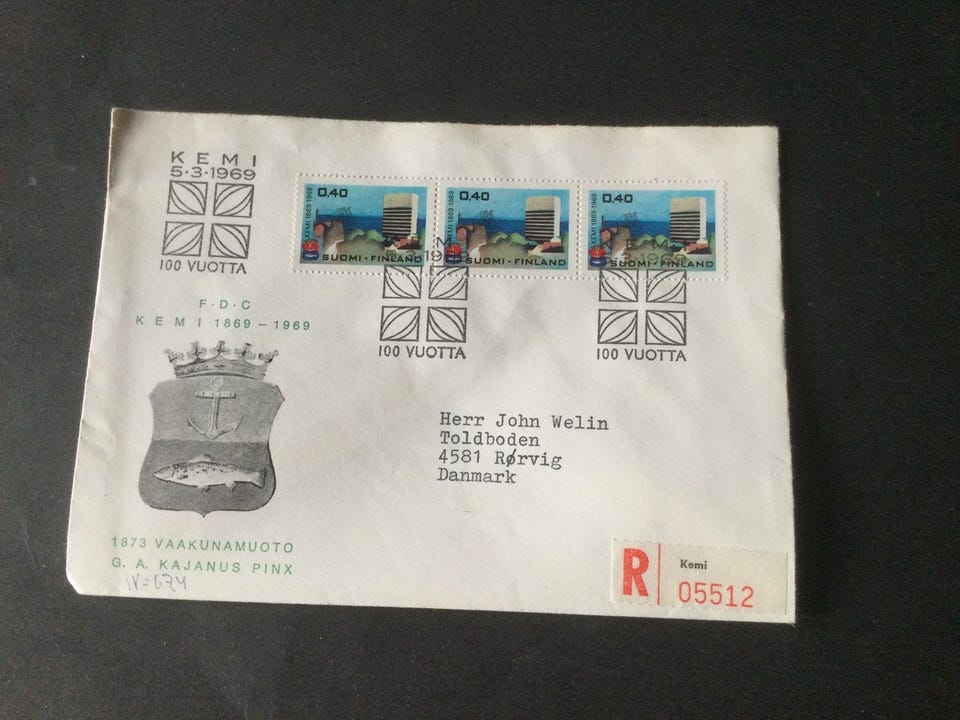 KEMI
5·3·1969
100 VUOTTA
0,40
KEMI 1869-1969
SUOMI-FINLAND
0,40
KEMI 1869-1969
SUOMI-FINLAND
0,40
KEMI 1869-1969
SUOMI-FINLAND
100 VUOTTA
100 VUOTTA
F·D·C
KEMI 1869-1969
Herr John Welin
Toldboden
4581 Rørvig
Danmark
1873 VAAKUNAMUOTO
G. A. KAJANUS PINX
R
Kemi
05512